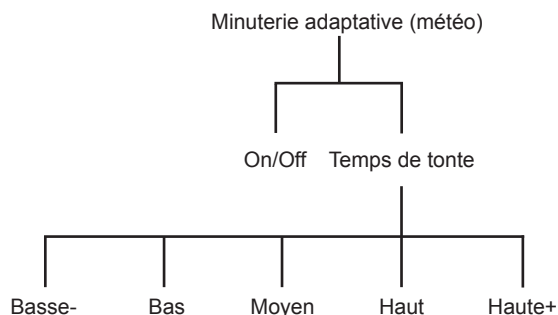 Minuterie adaptative (météo)
On/Off Temps de tonte
Basse- Bas Moyen Haut Haute+